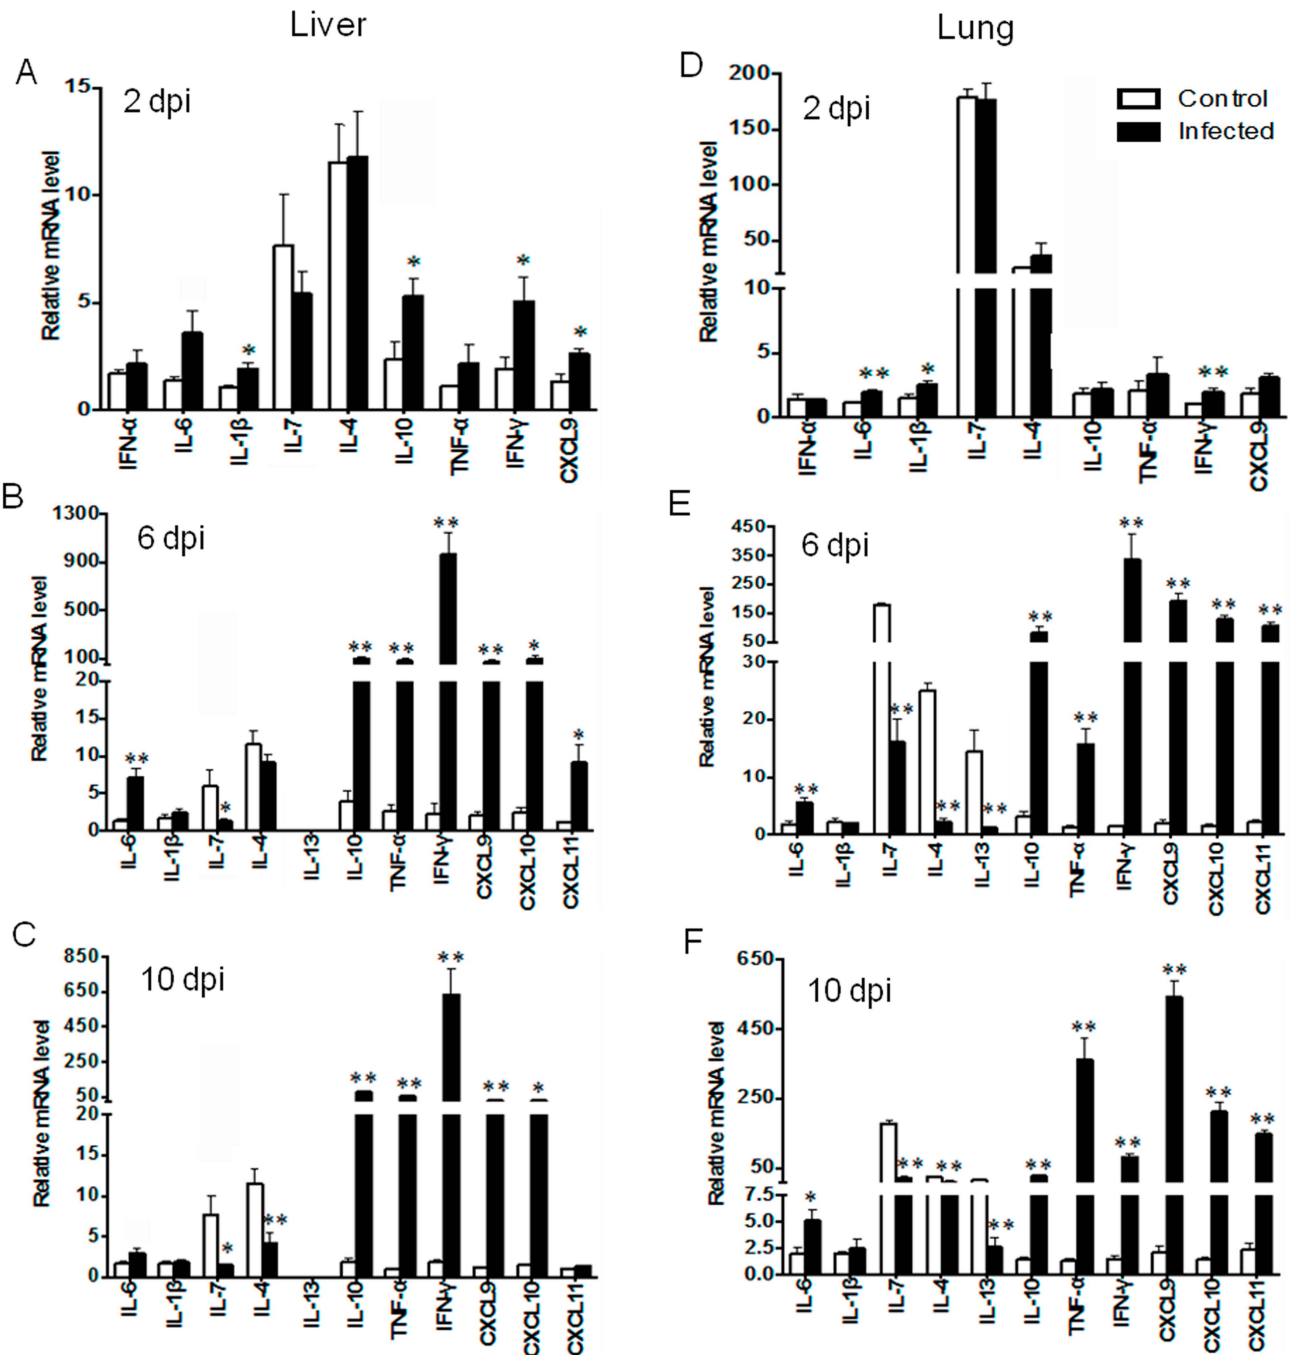 Liver
Lung
A
2 dpi
Relative mRNA level
15
10
5
0
*
*
*
*
IFN-α
IL-6
IL-1β
IL-7
IL-4
IL-10
TNF-α
IFN-γ
CXCL9
D
2 dpi
Control
Infected
Relative mRNA level
200
150
100
50
10
5
0
**
*
**
IFN-α
IL-6
IL-1β
IL-7
IL-4
IL-10
TNF-α
IFN-γ
CXCL9
B
6 dpi
Relative mRNA level
1300
900
500
100
20
15
10
5
0
**
*
**
**
**
**
*
*
IL-6
IL-1β
IL-7
IL-4
IL-13
IL-10
TNF-α
IFN-γ
CXCL9
CXCL10
CXCL11
E
6 dpi
Relative mRNA level
450
350
250
150
50
30
20
10
0
**
**
**
**
**
**
**
**
**
**
IL-6
IL-1β
IL-7
IL-4
IL-13
IL-10
TNF-α
IFN-γ
CXCL9
CXCL10
CXCL11
C
10 dpi
Relative mRNA level
850
650
450
250
50
20
15
10
5
0
*
**
**
**
**
**
*
IL-6
IL-1β
IL-7
IL-4
IL-13
IL-10
TNF-α
IFN-γ
CXCL9
CXCL10
CXCL11
F
10 dpi
Relative mRNA level
650
450
250
50
7.5
5.0
2.5
0.0
*
**
**
**
**
**
**
**
**
**
IL-6
IL-1β
IL-7
IL-4
IL-13
IL-10
TNF-α
IFN-γ
CXCL9
CXCL10
CXCL11